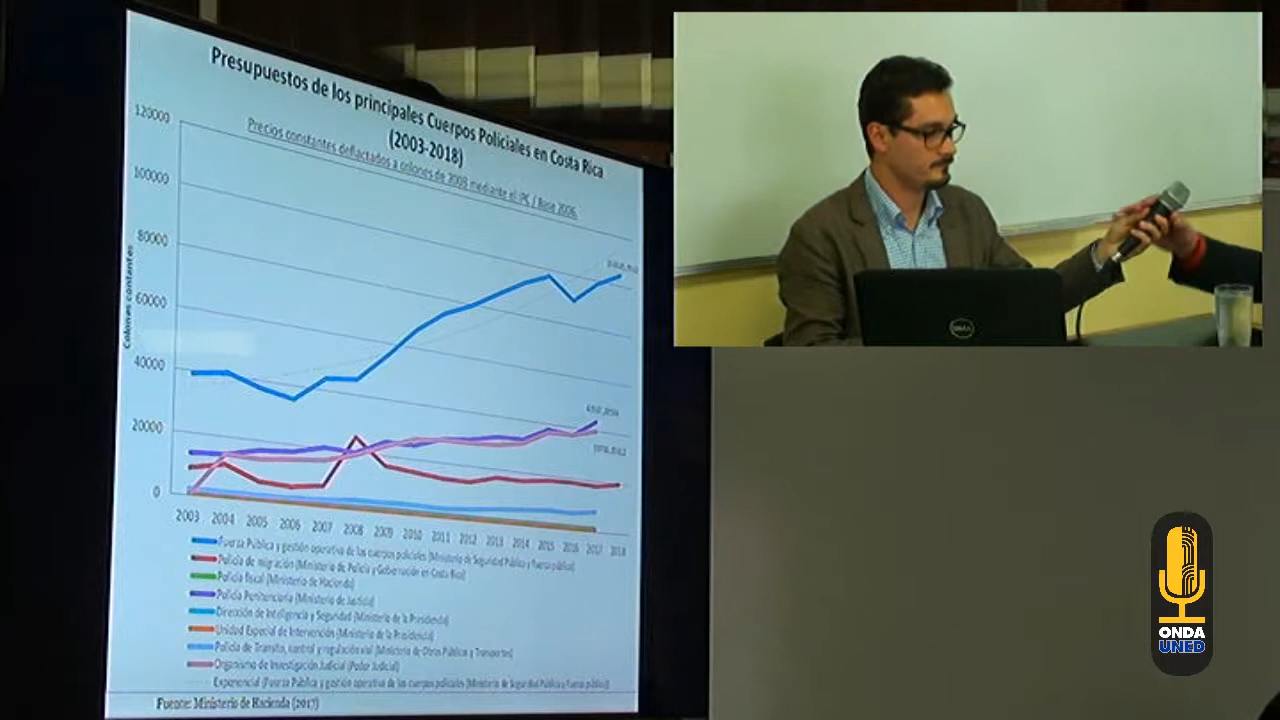 Presupuestos de los principales Cuerpos Policiales en Costa Rica
(2003-2018)
Precios constantes deflactados a colones de 2008 mediante el IPC / Base 2006.
Colones constantes
120000
100000
80000
60000
40000
20000
0
2003 2004 2005 2006 2007 2008 2009 2010 2011 2012 2013 2014 2015 2016 2017 2018
Fuerza Pública y gestión operativa de los cuerpos policiales (Ministerio de Seguridad Pública y fuerza pública)
Policía de migración (Ministerio de Policía y Gobernación en Costa Rica)
Policía fiscal (Ministerio de Hacienda)
Policía Penitenciaria (Ministerio de Justicia)
Dirección de Inteligencia y Seguridad (Ministerio de la Presidencia)
Unidad Especial de Intervención (Ministerio de la Presidencia)
Policía de Transito, control y regulación vial (Ministerio de Obras Públicas y Transportes)
Organismo de Investigación Judicial (Poder Judicial)
Exponencial (Fuerza Pública y gestión operativa de los cuerpos policiales (Ministerio de Seguridad Pública y fuerza pública))
Fuente: Ministerio de Hacienda (2017)
DELL
ONDA
UNED